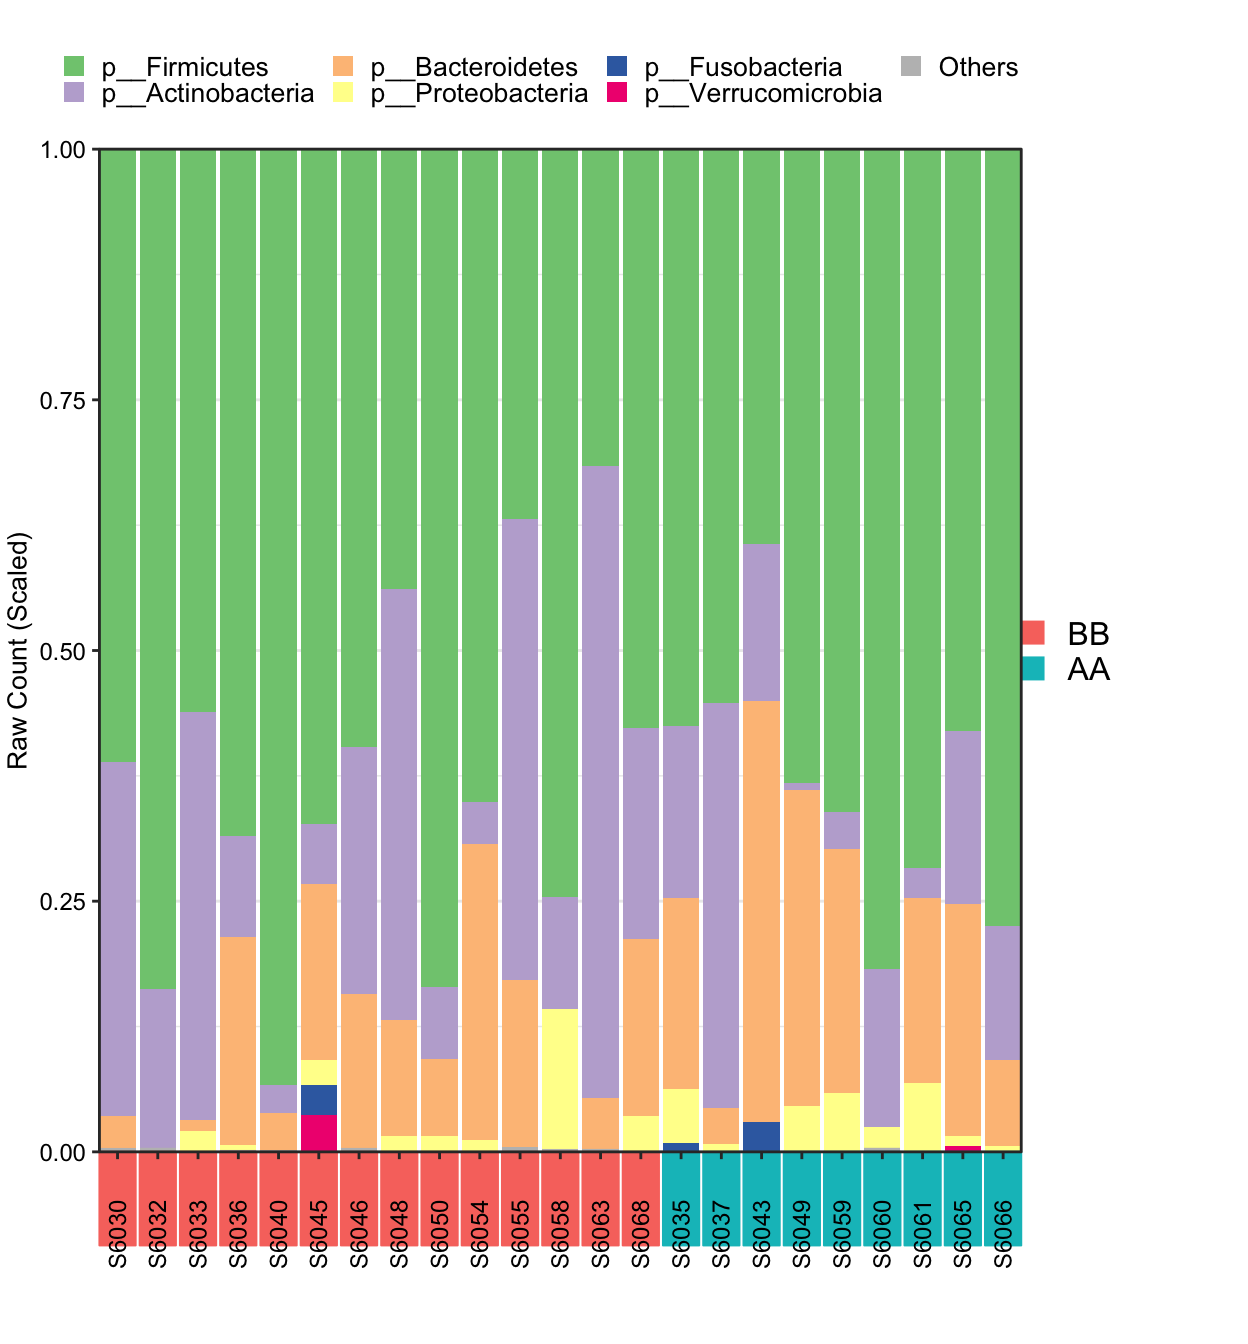 p__Firmicutes p__Bacteroidetes p__Fusobacteria Others
p__Actinobacteria p__Proteobacteria p__Verrucomicrobia
1.00
0.75
0.50
0.25
0.00
Raw Count (Scaled)
BB
AA
S6030
S6032
S6033
S6036
S6040
S6045
S6046
S6048
S6050
S6054
S6055
S6058
S6063
S6068
S6035
S6037
S6043
S6049
S6059
S6060
S6061
S6065
S6066